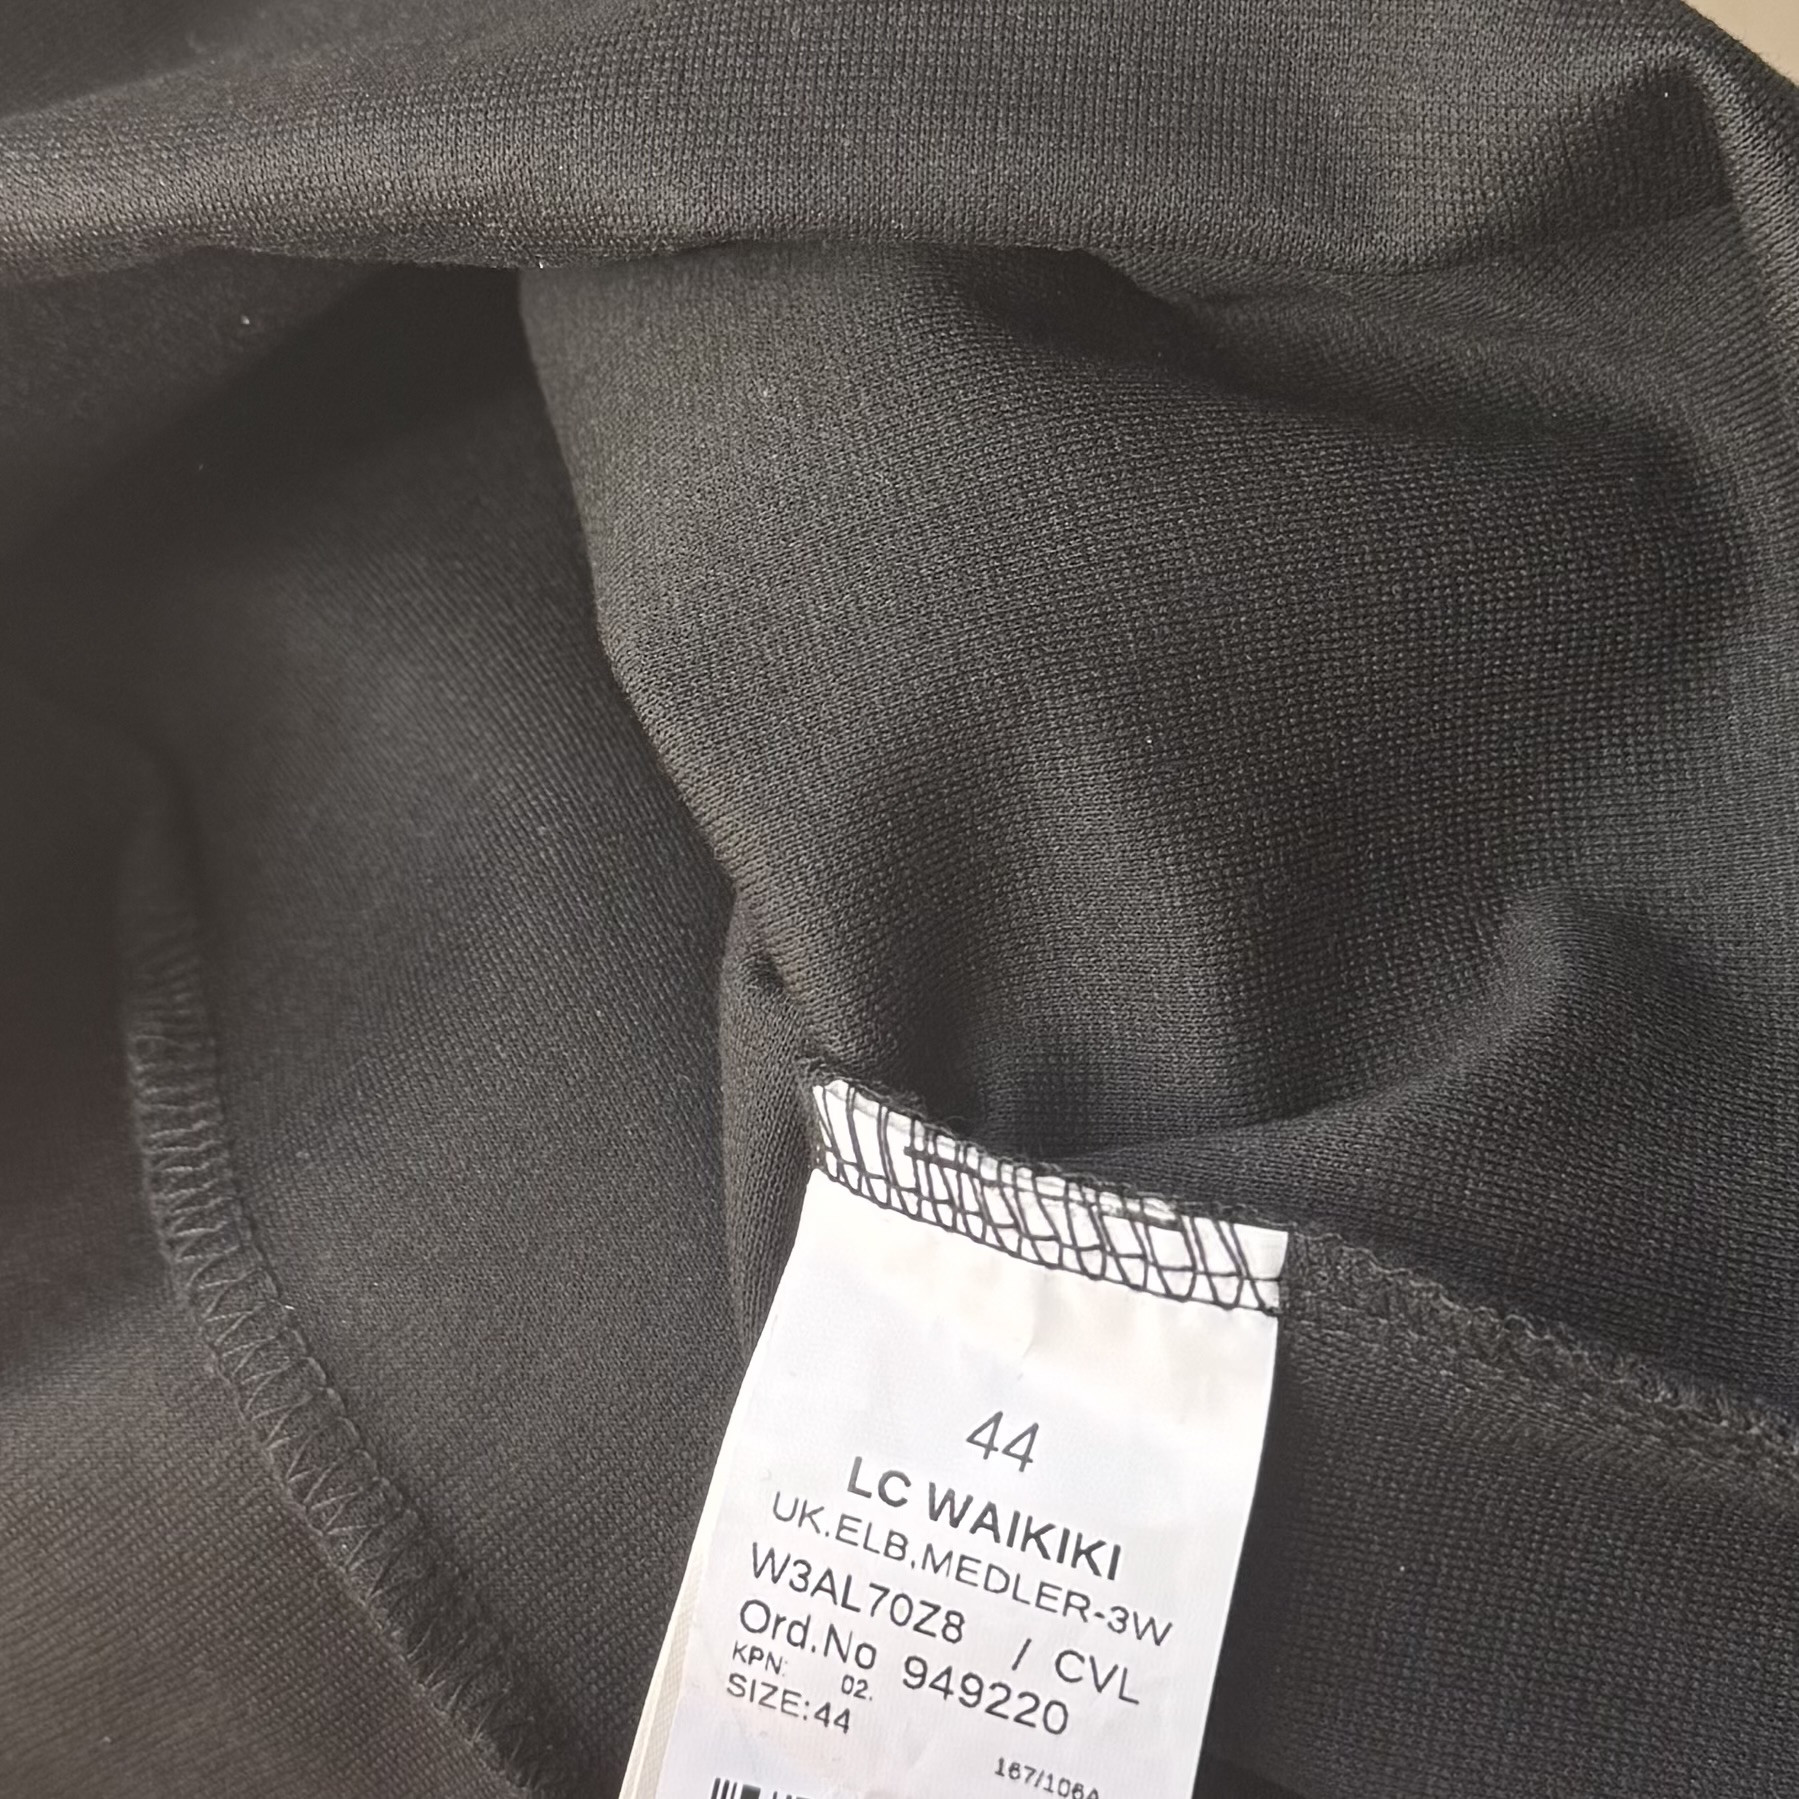 44
LC WAIKIKI
UK.ELB.MEDLER-3W
W3AL70Z8 / CVL
Ord.No 949220
KPN: 02.
SIZE:44
167/106A